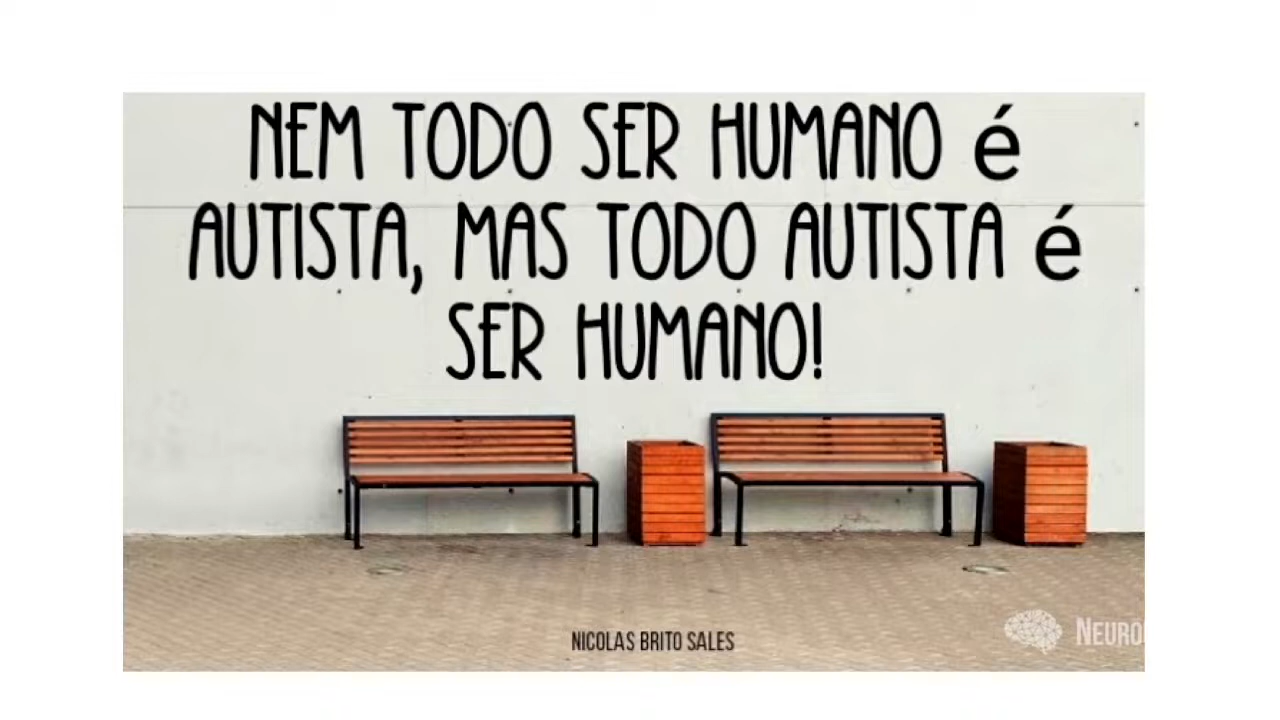 NEM TODO SER HUMANO é
AUTISTA, MAS TODO AUTISTA é
SER HUMANO!
NICOLAS BRITO SALES
NEURO